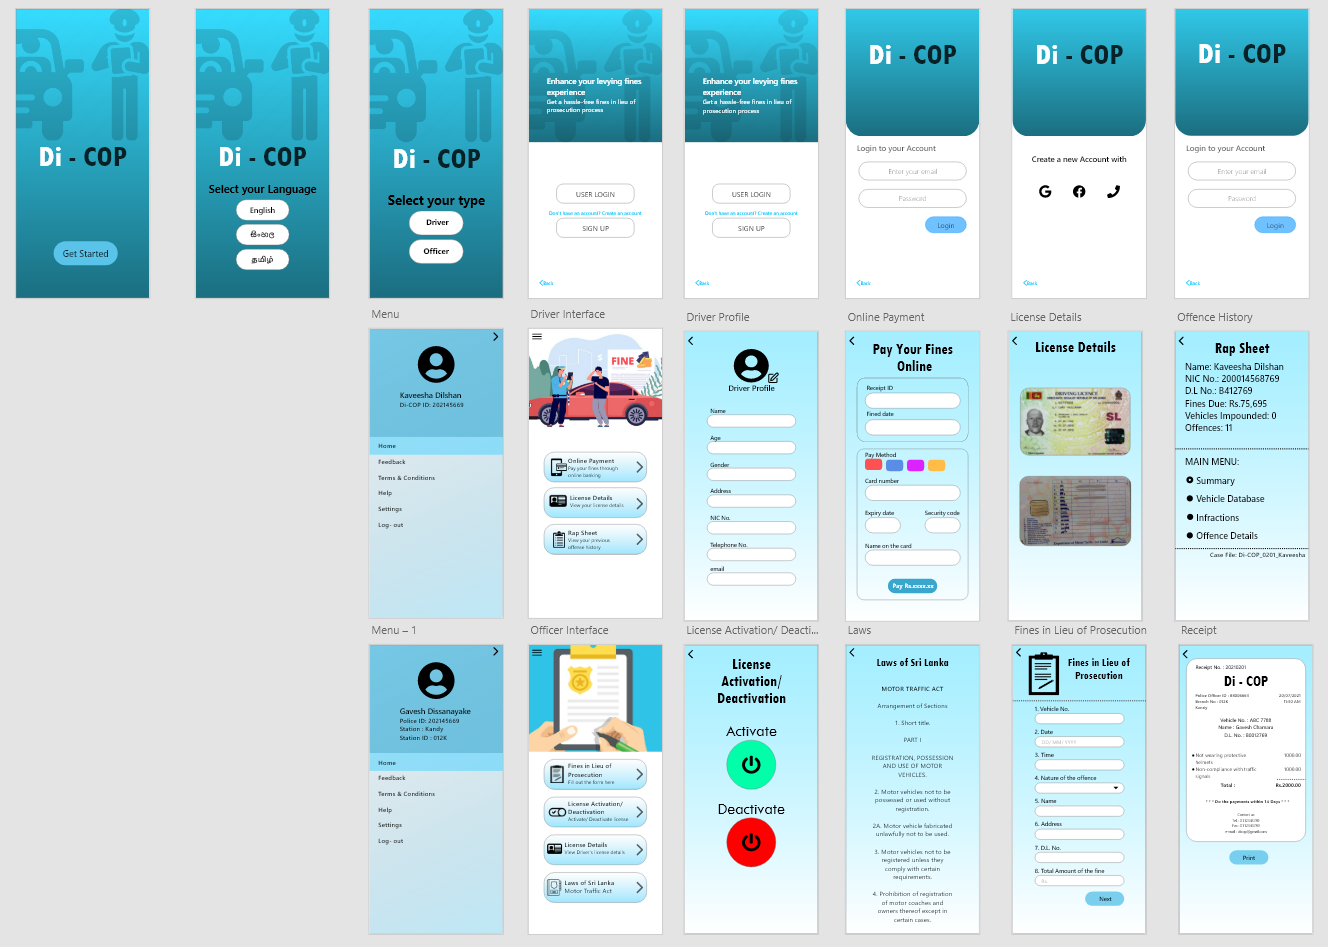 Di - COP
Get Started
Di - COP
Select your Language
English
සිංහල
தமிழ்
Di - COP
Select your type
Driver
Officer
Enhance your levying fines
experience
Get a hassle-free fines in lieu of
prosecution process
USER LOGIN
Don't have an account? Create an account
SIGN UP
Back
Enhance your levying fines
experience
Get a hassle-free fines in lieu of
prosecution process
USER LOGIN
Don't have an account? Create an account
SIGN UP
Back
Di - COP
Login to your Account
Enter your email
Password
Login
Back
Di - COP
Create a new Account with
Back
Di - COP
Login to your Account
Enter your email
Password
Login
Back
Menu
Kaveesha Dilshan
Di-COP ID: 202145669
Home
Feedback
Terms & Conditions
Help
Settings
Log- out
Driver Interface
FINE
Online Payment
Pay your fines through
online banking
License Details
View your license details
Rap Sheet
View your previous
offense history
Driver Profile
Driver Profile
Name
Age
Gender
Address
NIC No.
Telephone No.
email
Online Payment
Pay Your Fines
Online
Receipt ID
Fined date
Pay Method
Card number
Expiry date
Security code
Name on the card
Pay Rs.xxxx.xx
License Details
License Details
DRIVING LICENCE
SL
Offence History
Rap Sheet
Name: Kaveesha Dilshan
NIC No.: 200014568769
D.L No.: B412769
Fines Due: Rs.75,695
Vehicles Impounded: 0
Offences: 11
MAIN MENU:
Summary
Vehicle Database
Infractions
Offence Details
Case File: Di-COP_0201_Kaveesha
Menu – 1
Gavesh Dissanayake
Police ID: 202145669
Station : Kandy
Station ID : 012K
Home
Feedback
Terms & Conditions
Help
Settings
Log- out
Officer Interface
Fines in Lieu of
Prosecution
Fill out the form here
License Activation/
Deactivation
Activate/ Deactivate license
License Details
View Driver's license details
Laws of Sri Lanka
Motor Traffic Act
License Activation/ Deacti...
License
Activation/
Deactivation
Activate
Deactivate
Laws
Laws of Sri Lanka
MOTOR TRAFFIC ACT
Arrangement of Sections
1. Short title.
PART I
REGISTRATION, POSSESSION
AND USE OF MOTOR
VEHICLES.
2. Motor vehicles not to be
possessed or used without
registration.
2A. Motor vehicle fabricated
unlawfully not to be used.
3. Motor vehicles not to be
registered unless they
comply with certain
requirements.
4. Prohibition of registration
of motor coaches and
owners thereof except in
certain cases.
Fines in Lieu of Prosecution
Fines in Lieu of
Prosecution
1. Vehicle No.
2. Date
DD/ MM/ YYYY
3. Time
4. Nature of the offence
5. Name
6. Address
7. D.L. No.
8. Total Amount of the fine
Rs.
Next
Receipt
Receipt No. : 20210201
Di - COP
Branch No : 012K
Kandy
Vehicle No. : ABC 7788
Name : Gavesh Chamara
D.L. No. : B0312769
Not wearing protective
helmets
1000.00
Non-compliance with traffic
signals
1000.00
Total :
Rs.2000.00
* * * Do the payments within 14 Days * * *
Contact us
Print